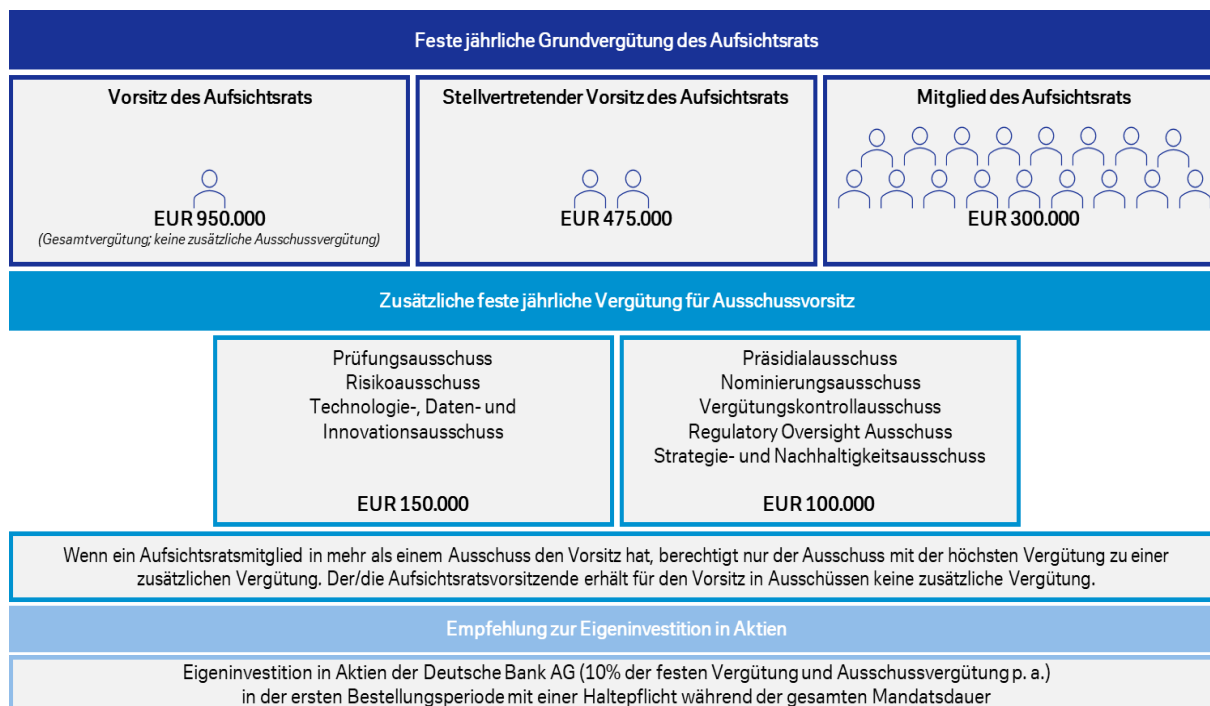 Feste jährliche Grundvergütung des Aufsichtsrats
Vorsitz des Aufsichtsrats
EUR 950.000
(Gesamtvergütung; keine zusätzliche Ausschussvergütung)
Stellvertretender Vorsitz des Aufsichtsrats
EUR 475.000
Mitglied des Aufsichtsrats
EUR 300.000
Zusätzliche feste jährliche Vergütung für Ausschussvorsitz
Prüfungsausschuss
Risikoausschuss
Technologie-, Daten- und
Innovationsausschuss
EUR 150.000
Präsidialausschuss
Nominierungsausschuss
Vergütungskontrollausschuss
Regulatory Oversight Ausschuss
Strategie- und Nachhaltigkeitsausschuss
EUR 100.000
Wenn ein Aufsichtsratsmitglied in mehr als einem Ausschuss den Vorsitz hat, berechtigt nur der Ausschuss mit der höchsten Vergütung zu einer
zusätzlichen Vergütung. Der/die Aufsichtsratsvorsitzende erhält für den Vorsitz in Ausschüssen keine zusätzliche Vergütung.
Empfehlung zur Eigeninvestition in Aktien
Eigeninvestition in Aktien der Deutsche Bank AG (10% der festen Vergütung und Ausschussvergütung p. a.)
in der ersten Bestellungsperiode mit einer Haltepflicht während der gesamten Mandatsdauer